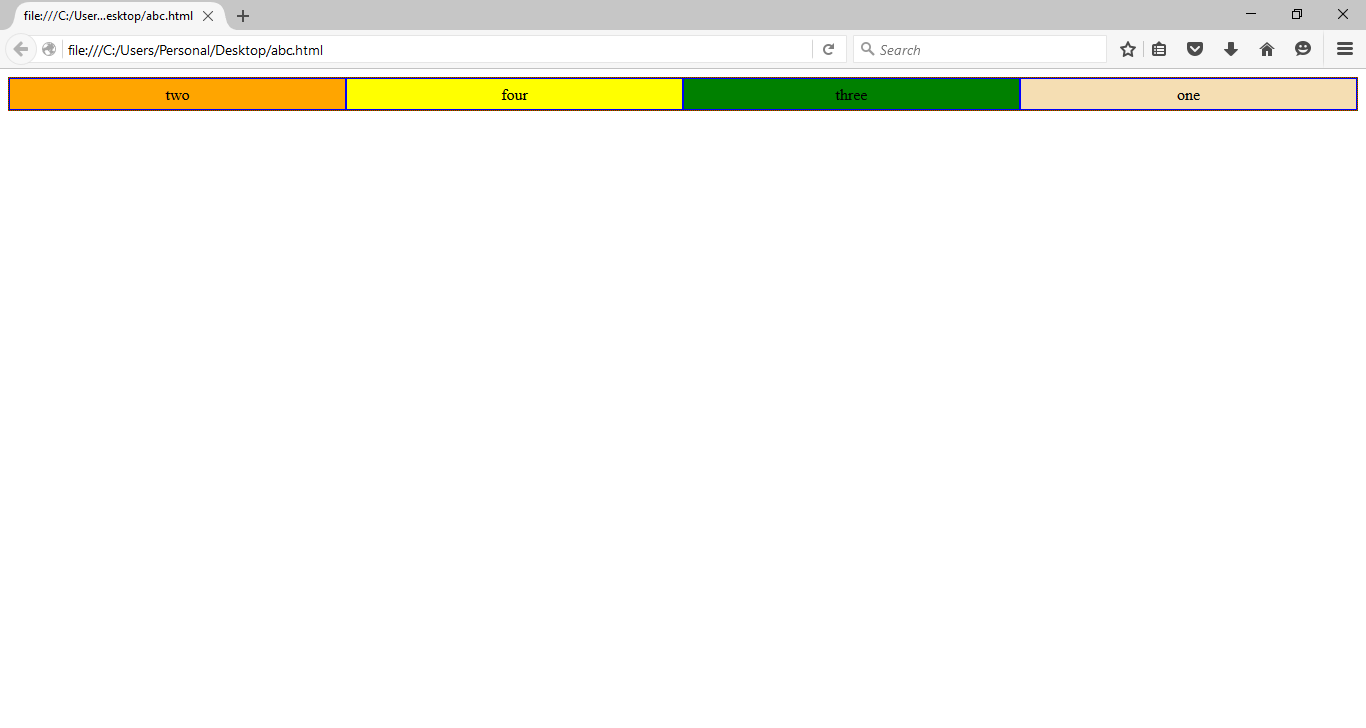 file:///C:/User...esktop/abc.html
file:///C:/Users/Personal/Desktop/abc.html
Search
two four three one